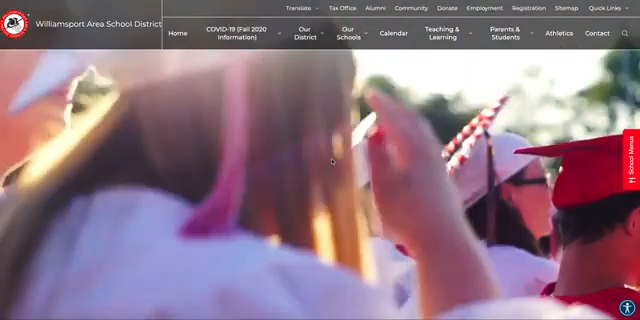 Translate Tax Office Alumni Community Donate Employment Registration Sitemap Quick Links
Williamsport Area School District
Home COVID-19 (Fall 2020 Information) Our District Our Schools Calendar Teaching & Learning Parents & Students Athletics Contact
School Menus